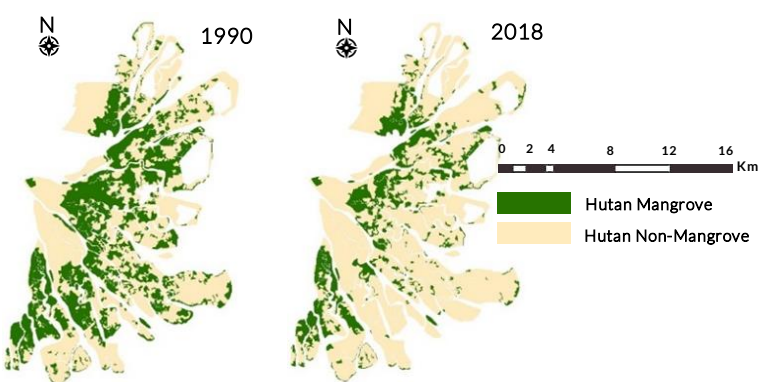 N
1990
N
2018
0 2 4 8 12 16
Km
Hutan Mangrove
Hutan Non-Mangrove